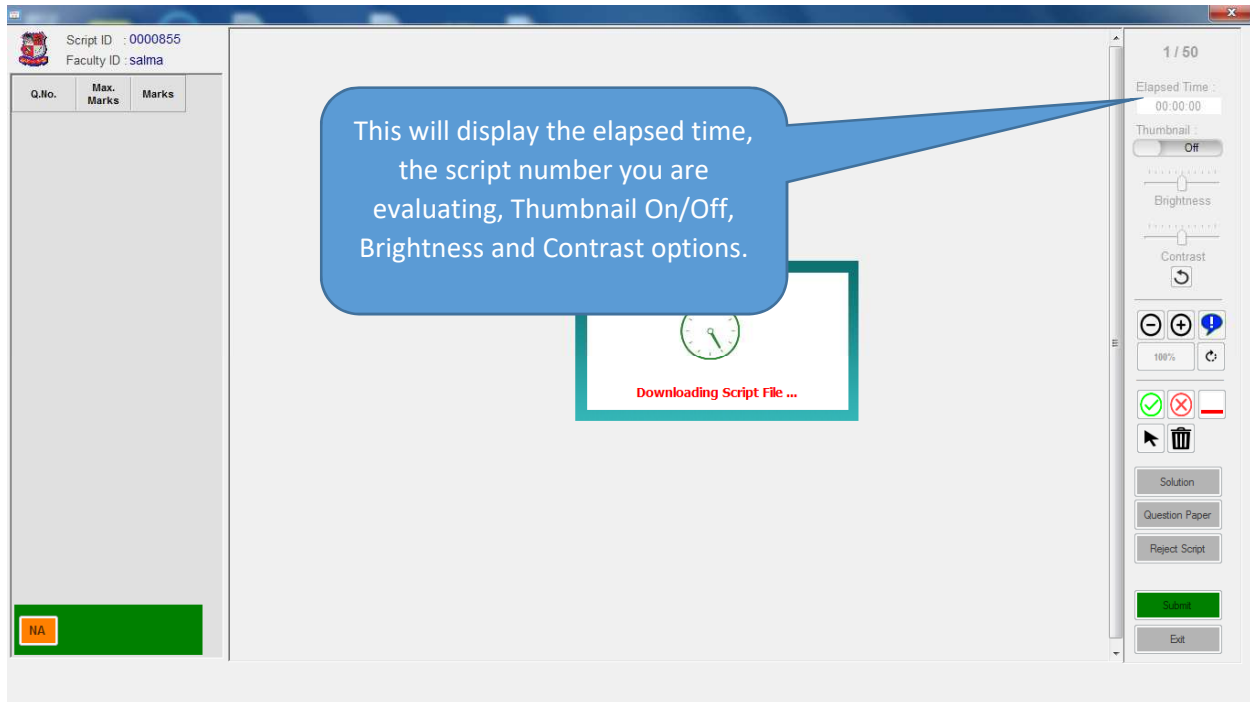 Script ID : 0000855
Faculty ID : salma
Q.No. Max. Marks Marks
NA
This will display the elapsed time,
the script number you are
evaluating, Thumbnail On/Off,
Brightness and Contrast options.
Downloading Script File ...
1 / 50
Elapsed Time :
00:00:00
Thumbnail :
Off
Brightness
Contrast
100%
Solution
Question Paper
Reject Script
Submit
Exit